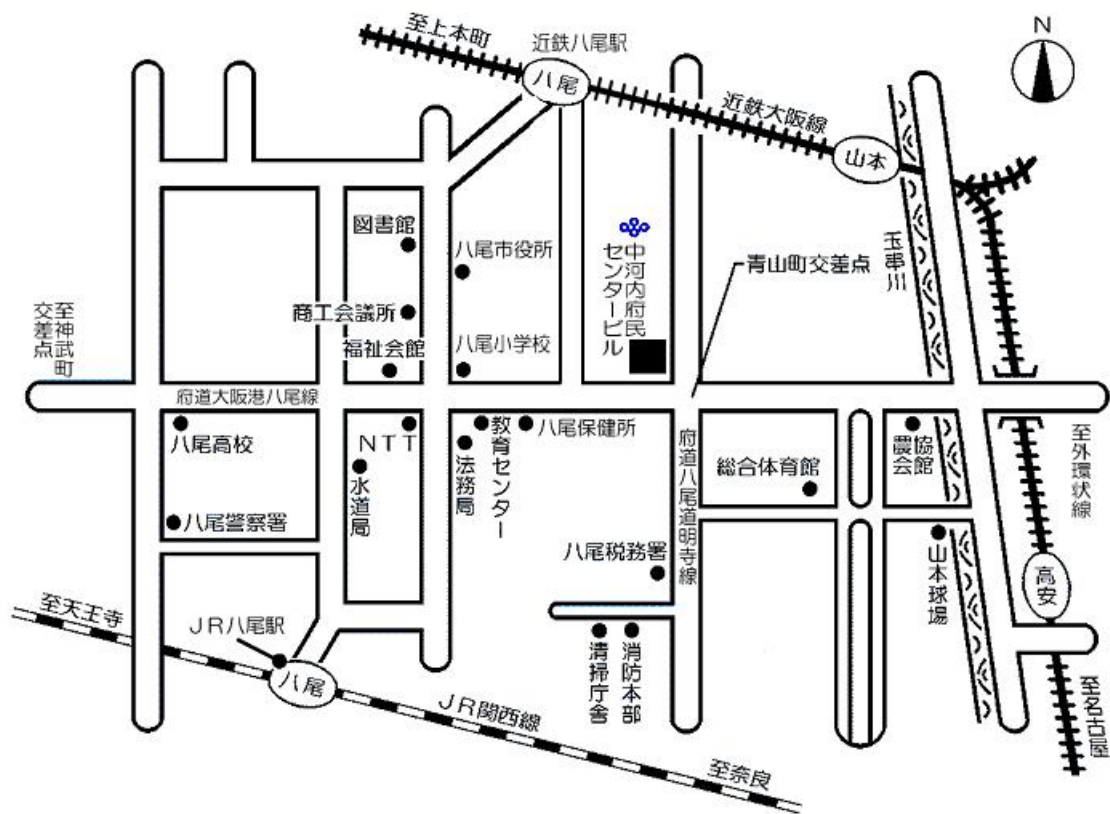 N
至上本町
近鉄八尾駅
八尾
近鉄大阪線
山本
図書館
八尾市役所
中河内府民
センタービル
青山町交差点
玉串川
商工会議所
福祉会館
八尾小学校
至神武町
交差点
府道大阪港八尾線
八尾高校
NTT
教育センター
法務局
八尾保健所
府道八尾道明寺線
総合体育館
農協
会館
至外環状線
水道局
八尾警察署
八尾税務署
山本球場
高安
至天王寺
JR八尾駅
八尾
清掃庁舎
消防本部
JR関西線
至奈良
至名古屋